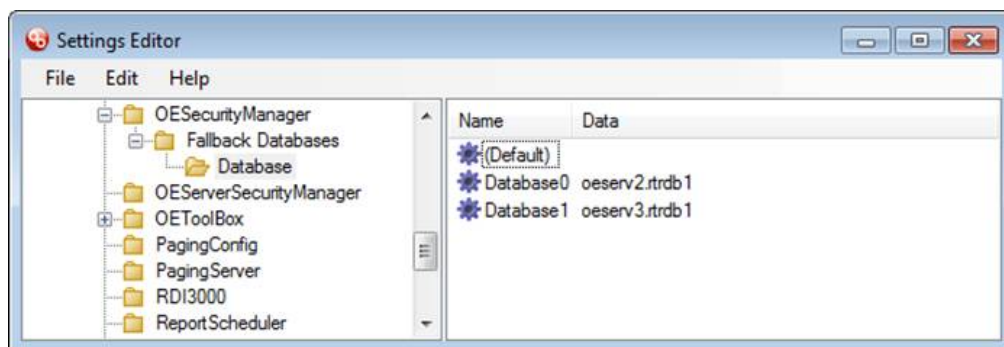 Settings Editor
File Edit Help
OESecurityManager
Fallback Databases
Database
OEServerSecurityManager
OEToolBox
PagingConfig
PagingServer
RDI3000
ReportScheduler
Name Data
(Default)
Database0 oeserv2.rtrdb1
Database1 oeserv3.rtrdb1